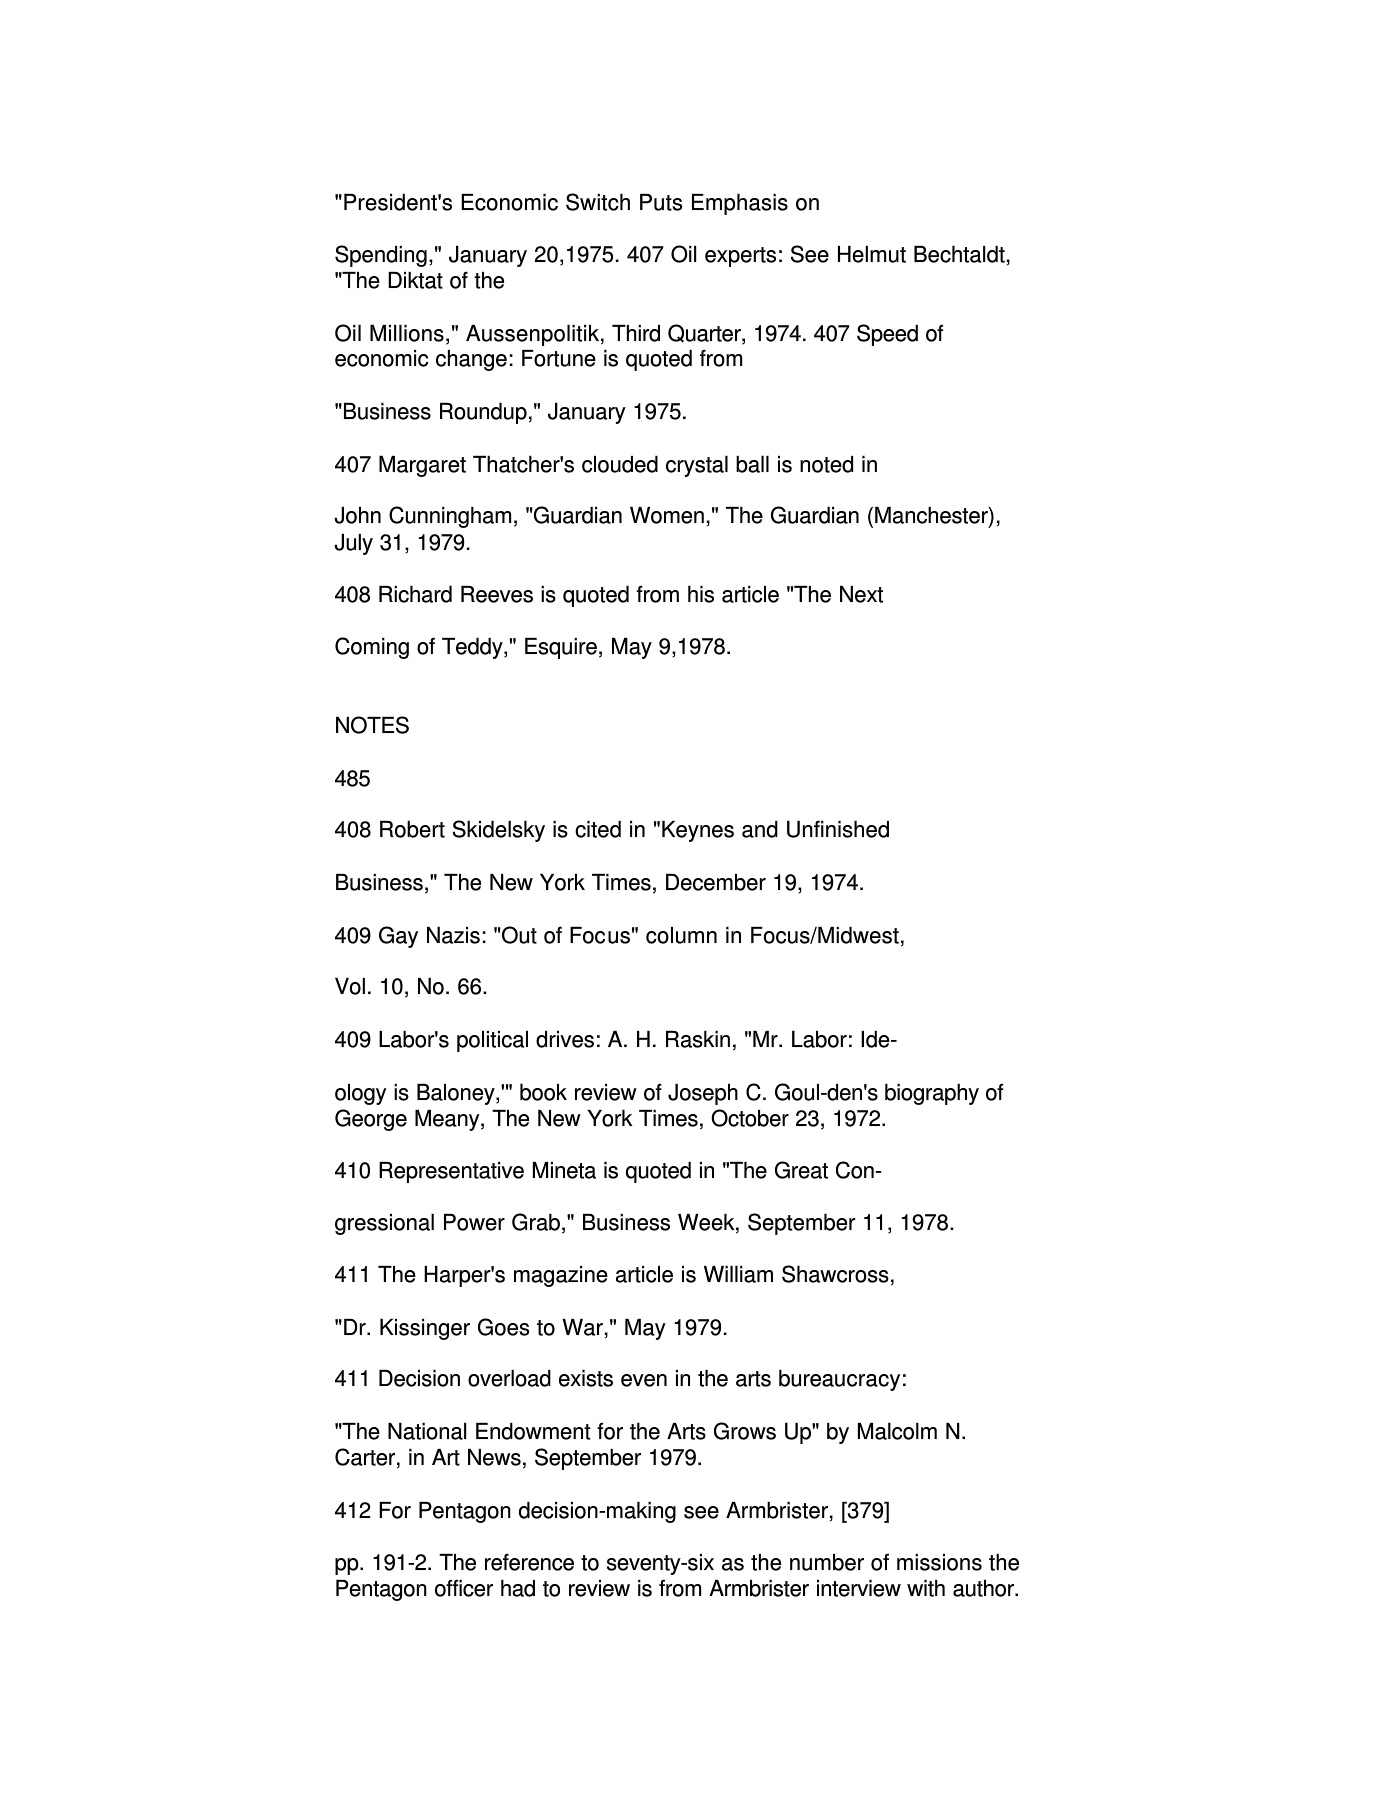 "President's Economic Switch Puts Emphasis on
Spending," January 20,1975. 407 Oil experts: See Helmut Bechtaldt,
"The Diktat of the
Oil Millions," Aussenpolitik, Third Quarter, 1974. 407 Speed of
economic change: Fortune is quoted from
"Business Roundup," January 1975.
407 Margaret Thatcher's clouded crystal ball is noted in
John Cunningham, "Guardian Women," The Guardian (Manchester),
July 31, 1979.
408 Richard Reeves is quoted from his article "The Next
Coming of Teddy," Esquire, May 9,1978.
NOTES
485
408 Robert Skidelsky is cited in "Keynes and Unfinished
Business," The New York Times, December 19, 1974.
409 Gay Nazis: "Out of Focus" column in Focus/Midwest,
Vol. 10, No. 66.
409 Labor's political drives: A. H. Raskin, "Mr. Labor: Ide-
ology is Baloney,'" book review of Joseph C. Goul-den's biography of
George Meany, The New York Times, October 23, 1972.
410 Representative Mineta is quoted in "The Great Con-
gressional Power Grab," Business Week, September 11, 1978.
411 The Harper's magazine article is William Shawcross,
"Dr. Kissinger Goes to War," May 1979.
411 Decision overload exists even in the arts bureaucracy:
"The National Endowment for the Arts Grows Up" by Malcolm N.
Carter, in Art News, September 1979.
412 For Pentagon decision-making see Armbrister, [379]
pp. 191-2. The reference to seventy-six as the number of missions the
Pentagon officer had to review is from Armbrister interview with author.